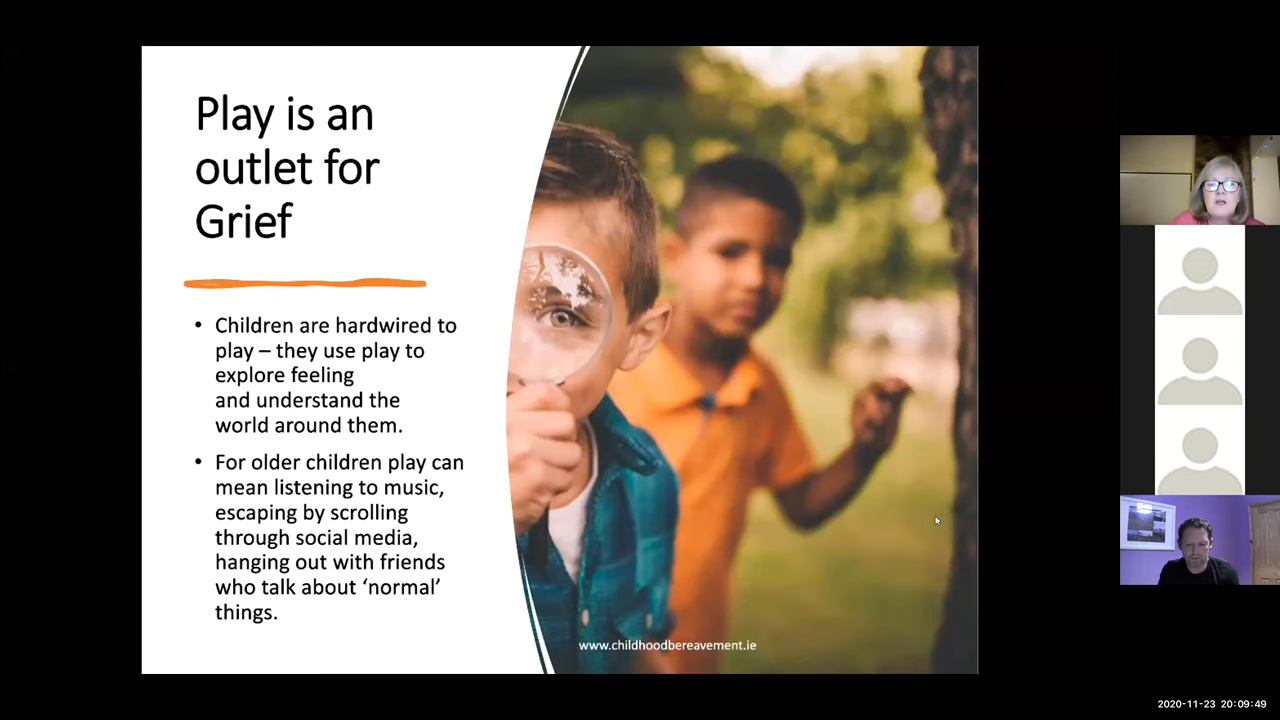 Play is an
outlet for
Grief
• Children are hardwired to
play – they use play to
explore feeling
and understand the
world around them.
• For older children play can
mean listening to music,
escaping by scrolling
through social media,
hanging out with friends
who talk about ‘normal’
things.
www.childhoodbereavement.ie
2020-11-23 20:09:49